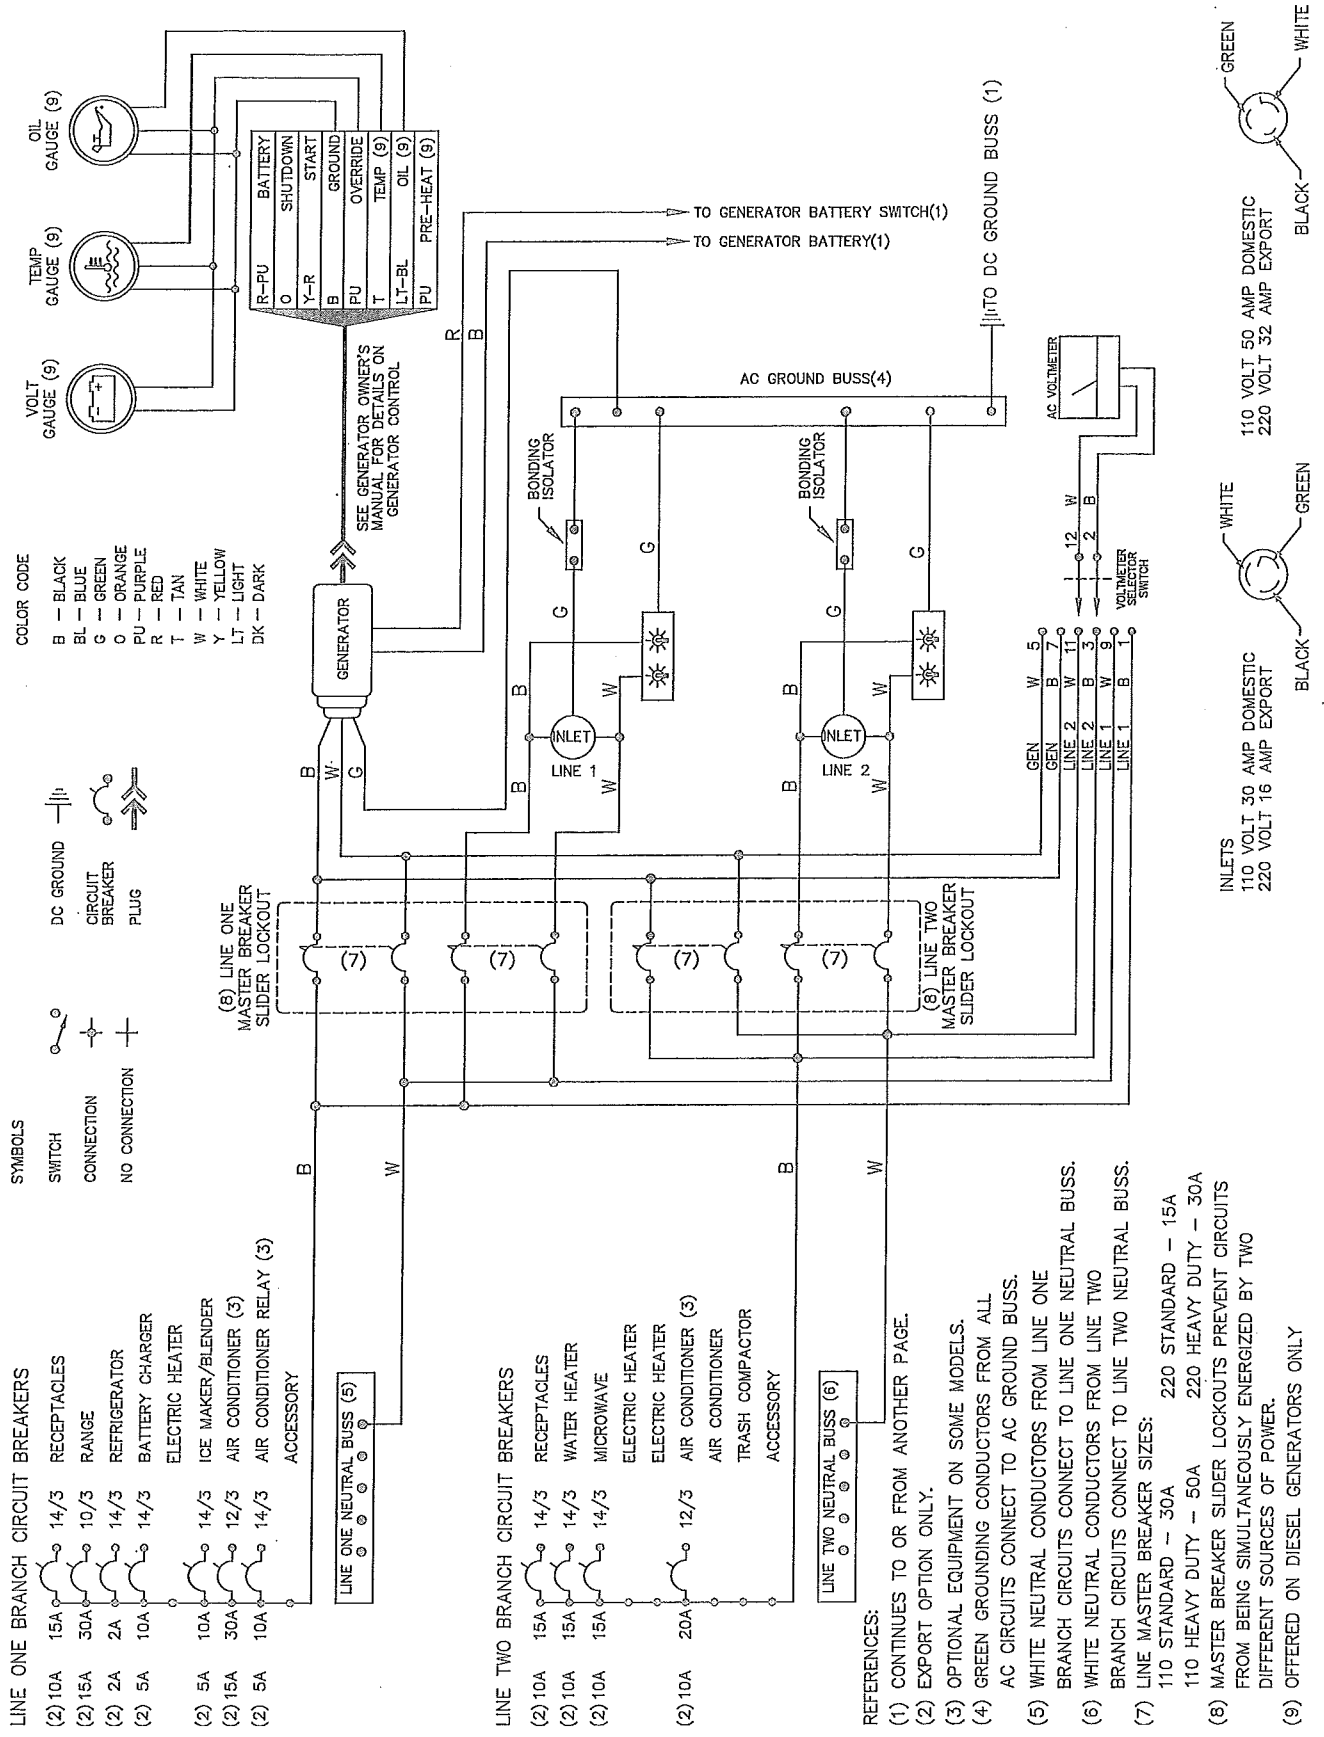 LINE ONE BRANCH CIRCUIT BREAKERS
(2) 10A 15A 14/3 RECEPTACLES
(2) 15A 30A 10/3 RANGE
(2) 2A 2A 14/3 REFRIGERATOR
(2) 5A 10A 14/3 BATTERY CHARGER
ELECTRIC HEATER
(2) 5A 10A 14/3 ICE MAKER/BLENDER
(2) 15A 30A 12/3 AIR CONDITIONER (3)
(2) 5A 10A 14/3 AIR CONDITIONER RELAY (3)
ACCESSORY
LINE ONE NEUTRAL BUSS (5)
LINE TWO BRANCH CIRCUIT BREAKERS
(2) 10A 15A 14/3 RECEPTACLES
(2) 10A 15A 14/3 WATER HEATER
(2) 10A 15A 14/3 MICROWAVE
ELECTRIC HEATER
ELECTRIC HEATER
(2) 10A 20A 12/3 AIR CONDITIONER (3)
AIR CONDITIONER
TRASH COMPACTOR
ACCESSORY
LINE TWO NEUTRAL BUSS (6)
REFERENCES:
(1) CONTINUES TO OR FROM ANOTHER PAGE.
(2) EXPORT OPTION ONLY.
(3) OPTIONAL EQUIPMENT ON SOME MODELS.
(4) GREEN GROUNDING CONDUCTORS FROM ALL
AC CIRCUITS CONNECT TO AC GROUND BUSS.
(5) WHITE NEUTRAL CONDUCTORS FROM LINE ONE
BRANCH CIRCUITS CONNECT TO LINE ONE NEUTRAL BUSS.
(6) WHITE NEUTRAL CONDUCTORS FROM LINE TWO
BRANCH CIRCUITS CONNECT TO LINE TWO NEUTRAL BUSS.
(7) LINE MASTER BREAKER SIZES:
110 STANDARD – 30A 220 STANDARD – 15A
110 HEAVY DUTY – 50A 220 HEAVY DUTY – 30A
(8) MASTER BREAKER SLIDER LOCKOUTS PREVENT CIRCUITS
FROM BEING SIMULTANEOUSLY ENERGIZED BY TWO
DIFFERENT SOURCES OF POWER.
(9) OFFERED ON DIESEL GENERATORS ONLY
SYMBOLS
SWITCH
CONNECTION
NO CONNECTION
DC GROUND
CIRCUIT
BREAKER
PLUG
COLOR CODE
B – BLACK
BL – BLUE
G – GREEN
O – ORANGE
PU – PURPLE
R – RED
T – TAN
W – WHITE
Y – YELLOW
LT – LIGHT
DK – DARK
VOLT
GAUGE (9)
TEMP
GAUGE (9)
OIL
GAUGE (9)
R-PU BATTERY
O SHUTDOWN
Y-R START
B GROUND
PU OVERRIDE
T TEMP (9)
LT-BL OIL (9)
PU PRE-HEAT (9)
SEE GENERATOR OWNER'S
MANUAL FOR DETAILS ON
GENERATOR CONTROL
GENERATOR
B
W
G
R
B
TO GENERATOR BATTERY SWITCH(1)
TO GENERATOR BATTERY(1)
(8) LINE ONE
MASTER BREAKER
SLIDER LOCKOUT
(7)
(7)
(8) LINE TWO
MASTER BREAKER
SLIDER LOCKOUT
(7)
(7)
B
W
B
W
B
B
W
W
INLET
LINE 1
G
G
BONDING
ISOLATOR
B
B
W
W
INLET
LINE 2
G
G
BONDING
ISOLATOR
AC GROUND BUSS(4)
TO DC GROUND BUSS (1)
GEN W 5
GEN B 7
LINE 2 W 11
LINE 2 B 3
LINE 1 W 9
LINE 1 B 1
12 W
2 B
VOLTMETER
SELECTOR
SWITCH
AC VOLTMETER
INLETS
110 VOLT 30 AMP DOMESTIC
220 VOLT 16 AMP EXPORT
BLACK
WHITE
GREEN
110 VOLT 50 AMP DOMESTIC
220 VOLT 32 AMP EXPORT
BLACK
GREEN
WHITE